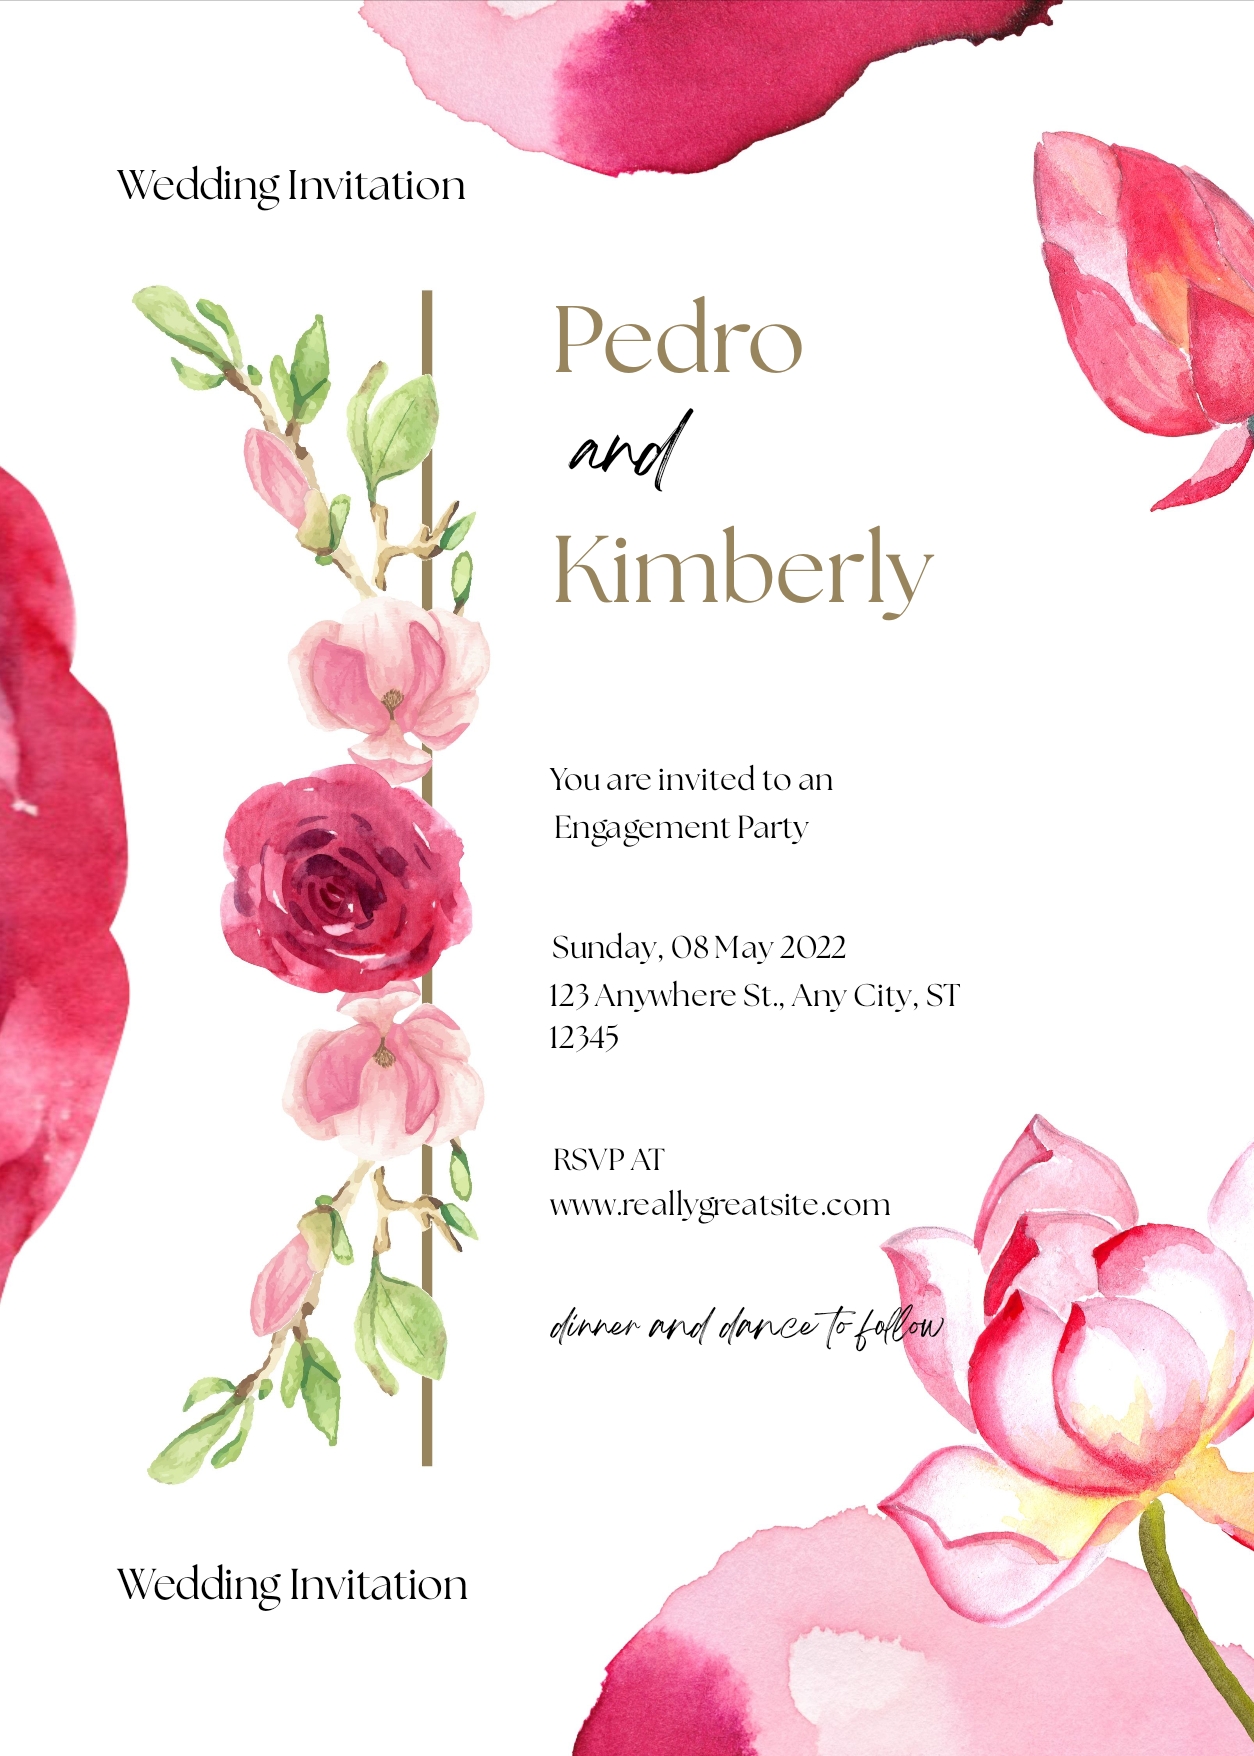 Wedding Invitation
Pedro
and
Kimberly
You are invited to an
Engagement Party
Sunday, 08 May 2022
123 Anywhere St., Any City, ST
12345
RSVP AT
www.reallygreatsite.com
dinner and dance to follow
Wedding Invitation